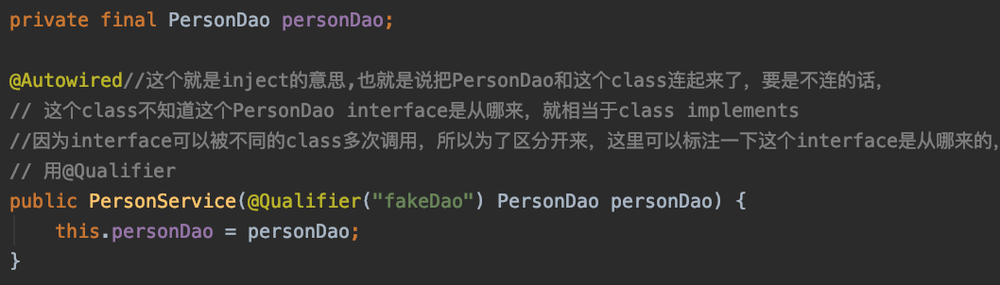 private final PersonDao personDao;
@Autowired//这个就是inject的意思,也就是说把PersonDao和这个class连起来了，要是不连的话，
// 这个class不知道这个PersonDao interface是从哪来，就相当于class implements
//因为interface可以被不同的class多次调用，所以为了区分开来，这里可以标注一下这个interface是从哪来的，
// 用@Qualifier
public PersonService(@Qualifier("fakeDao") PersonDao personDao) {
this.personDao = personDao;
}